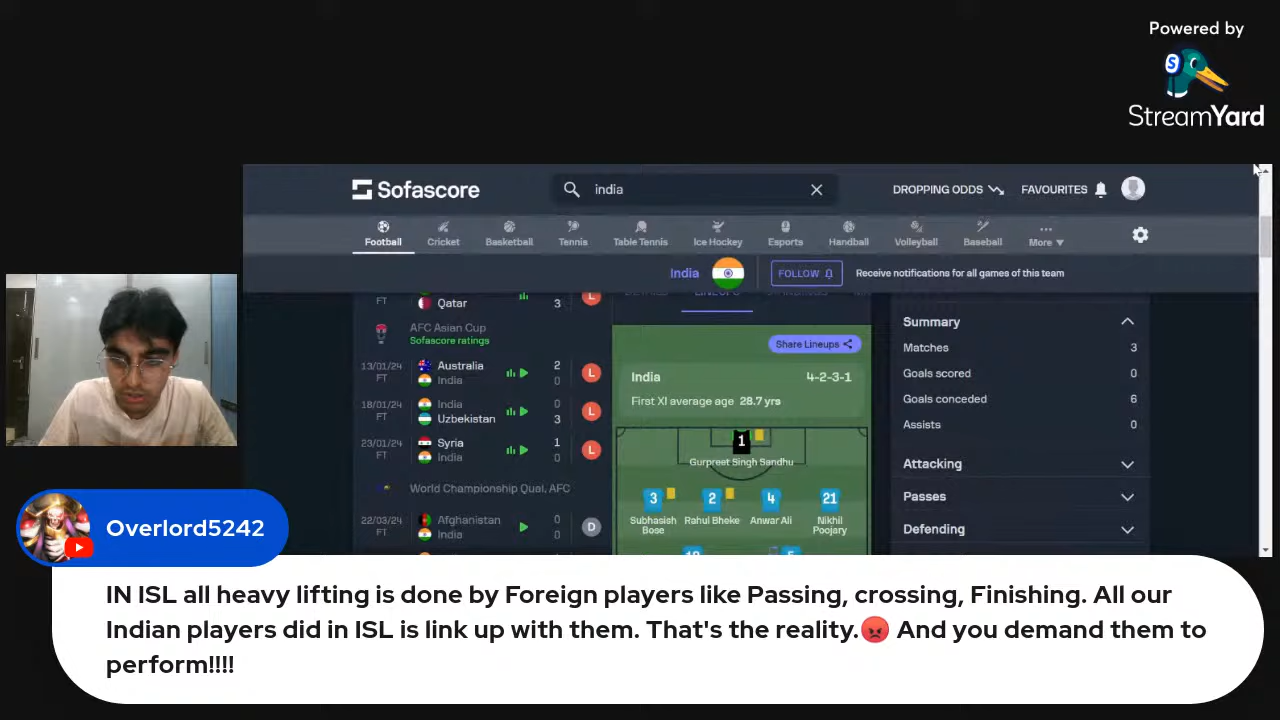 Powered by
StreamYard
Sofascore
india
DROPPING ODDS
FAVOURITES
Football
Cricket
Basketball
Tennis
Table Tennis
Ice Hockey
Esports
Handball
Volleyball
Baseball
More
India
FOLLOW
Receive notifications for all games of this team
FT Qatar 3 L
AFC Asian Cup
Sofascore ratings
13/01/24 Australia 2
FT India 0 L
18/01/24 India 0
FT Uzbekistan 3 L
23/01/24 Syria 1
FT India 0 L
World Championship Qual. AFC
22/03/24 Afghanistan 0
FT India 0 D
Share Lineups
India 4-2-3-1
First XI average age 28.7 yrs
1
Gurpreet Singh Sandhu
3 2 4 21
Subhasish Bose
Rahul Bheke
Anwar Ali
Nikhil Poojary
Summary
Matches 3
Goals scored 0
Goals conceded 6
Assists 0
Attacking
Passes
Defending
Overlord5242
IN ISL all heavy lifting is done by Foreign players like Passing, crossing, Finishing. All our
Indian players did in ISL is link up with them. That's the reality.😡 And you demand them to
perform!!!!